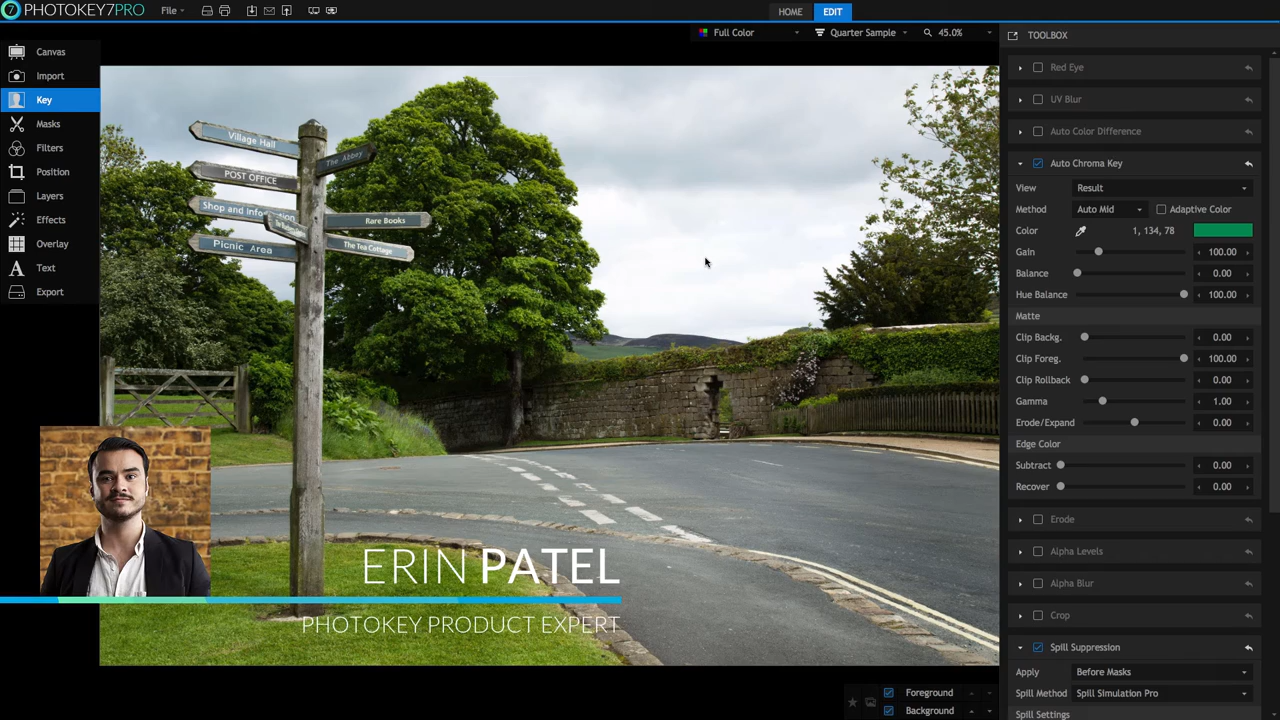 7 PHOTOKEY7PRO
File
HOME
EDIT
Full Color
Quarter Sample
45.0%
TOOLBOX
Canvas
Import
Key
Masks
Filters
Position
Layers
Effects
Overlay
Text
Export
Village Hall
The Abbey
POST OFFICE
Shop and Information
Rare Books
Picnic Area
The Tea Cottage
ERIN PATEL
PHOTOKEY PRODUCT EXPERT
Foreground
Background
Red Eye
UV Blur
Auto Color Difference
Auto Chroma Key
View Result
Method Auto Mid Adaptive Color
Color 1, 134, 78
Gain 100.00
Balance 0.00
Hue Balance 100.00
Matte
Clip Backg. 0.00
Clip Foreg. 100.00
Clip Rollback 0.00
Gamma 1.00
Erode/Expand 0.00
Edge Color
Subtract 0.00
Recover 0.00
Erode
Alpha Levels
Alpha Blur
Crop
Spill Suppression
Apply Before Masks
Spill Method Spill Simulation Pro
Spill Settings